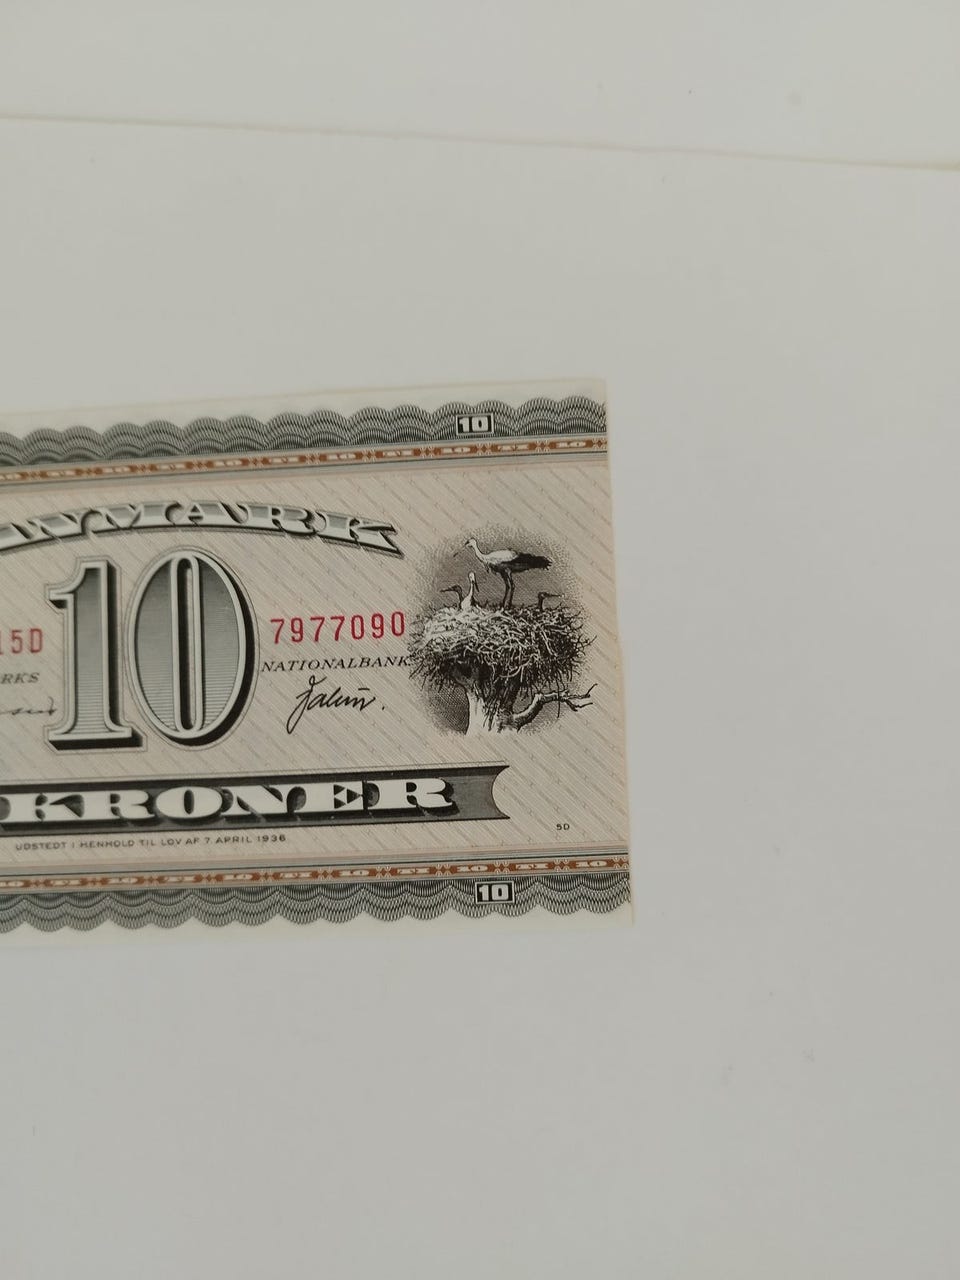 10
NMARK
10
15D 7977090
RKS NATIONALBANK
KRONER
UDSTEDT I HENHOLD TIL LOV AF 7. APRIL 1936
5D
10